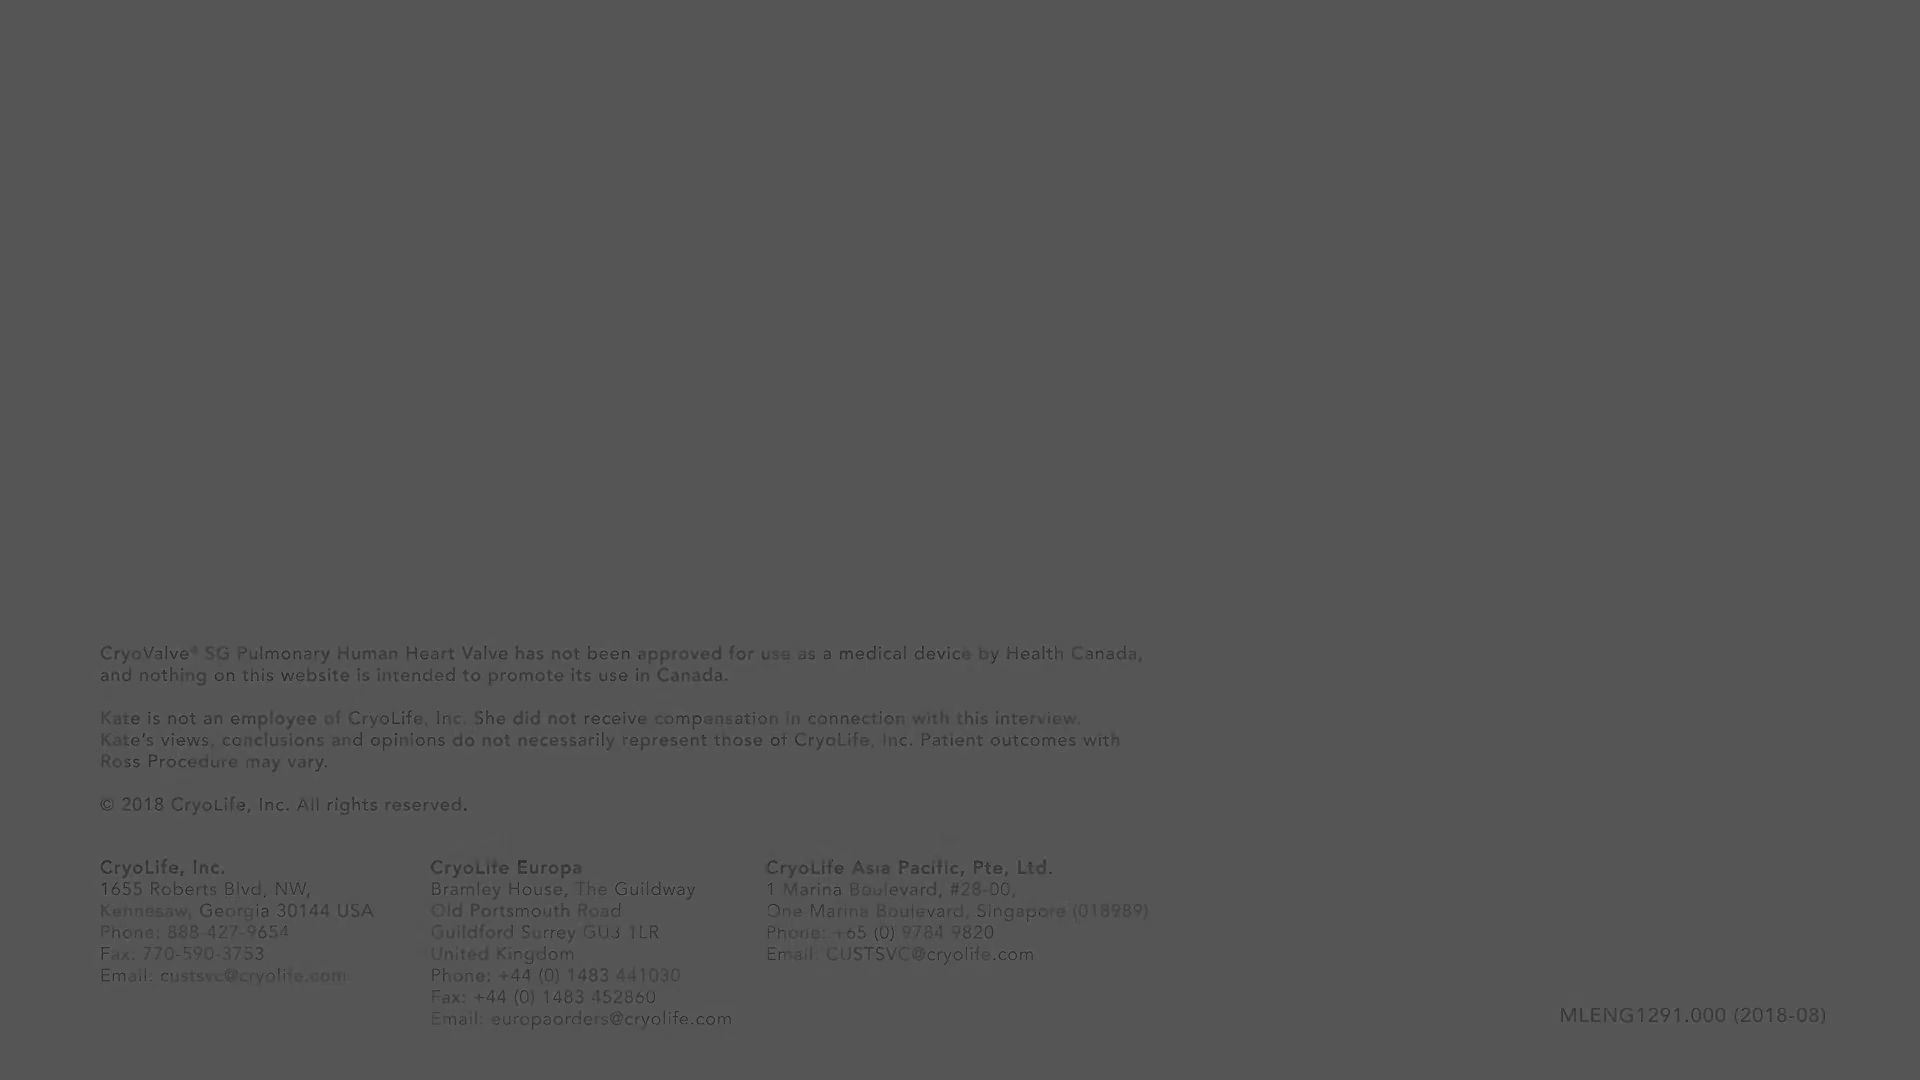 CryoValve® SG Pulmonary Human Heart Valve has not been approved for use as a medical device by Health Canada,
and nothing on this website is intended to promote its use in Canada.
Kate is not an employee of CryoLife, Inc. She did not receive compensation in connection with this interview.
Kate's views, conclusions and opinions do not necessarily represent those of CryoLife, Inc. Patient outcomes with
Ross Procedure may vary.
© 2018 CryoLife, Inc. All rights reserved.
CryoLife, Inc.
1655 Roberts Blvd, NW,
Kennesaw, Georgia 30144 USA
Phone: 888-427-9654
Fax: 770-590-3753
Email: custsvc@cryolife.com
CryoLife Europa
Bramley House, The Guildway
Old Portsmouth Road
Guildford Surrey GU3 1LR
United Kingdom
Phone: +44 (0) 1483 441030
Fax: +44 (0) 1483 452860
Email: europaorders@cryolife.com
CryoLife Asia Pacific, Pte, Ltd.
1 Marina Boulevard, #28-00,
One Marina Boulevard, Singapore (018989)
Phone: +65 (0) 9784 9820
Email: CUSTSVC@cryolife.com
MLENG1291.000 (2018-08)